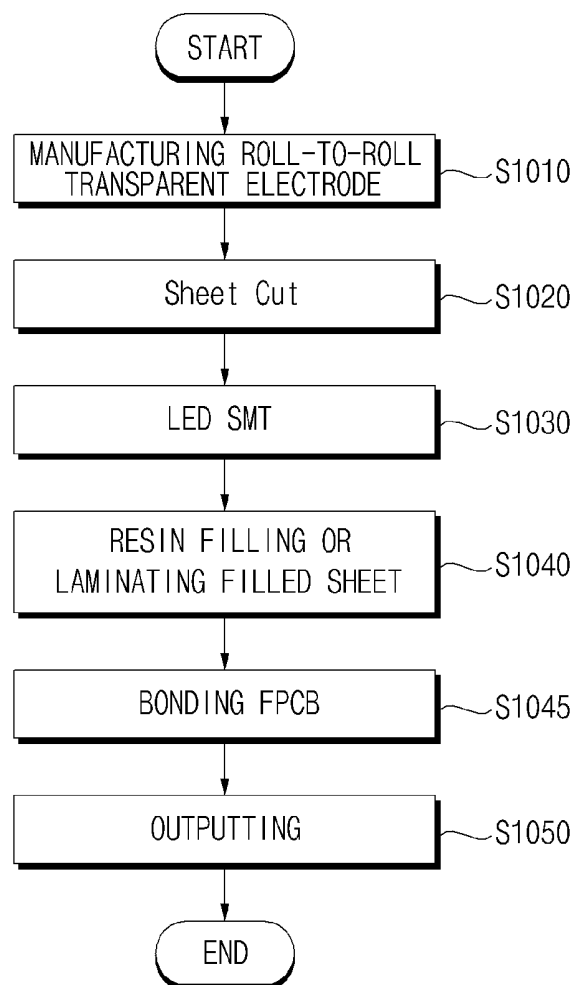 START
MANUFACTURING ROLL-TO-ROLL
TRANSPARENT ELECTRODE
S1010
Sheet Cut
S1020
LED SMT
S1030
RESIN FILLING OR
LAMINATING FILLED SHEET
S1040
BONDING FPCB
S1045
OUTPUTTING
S1050
END